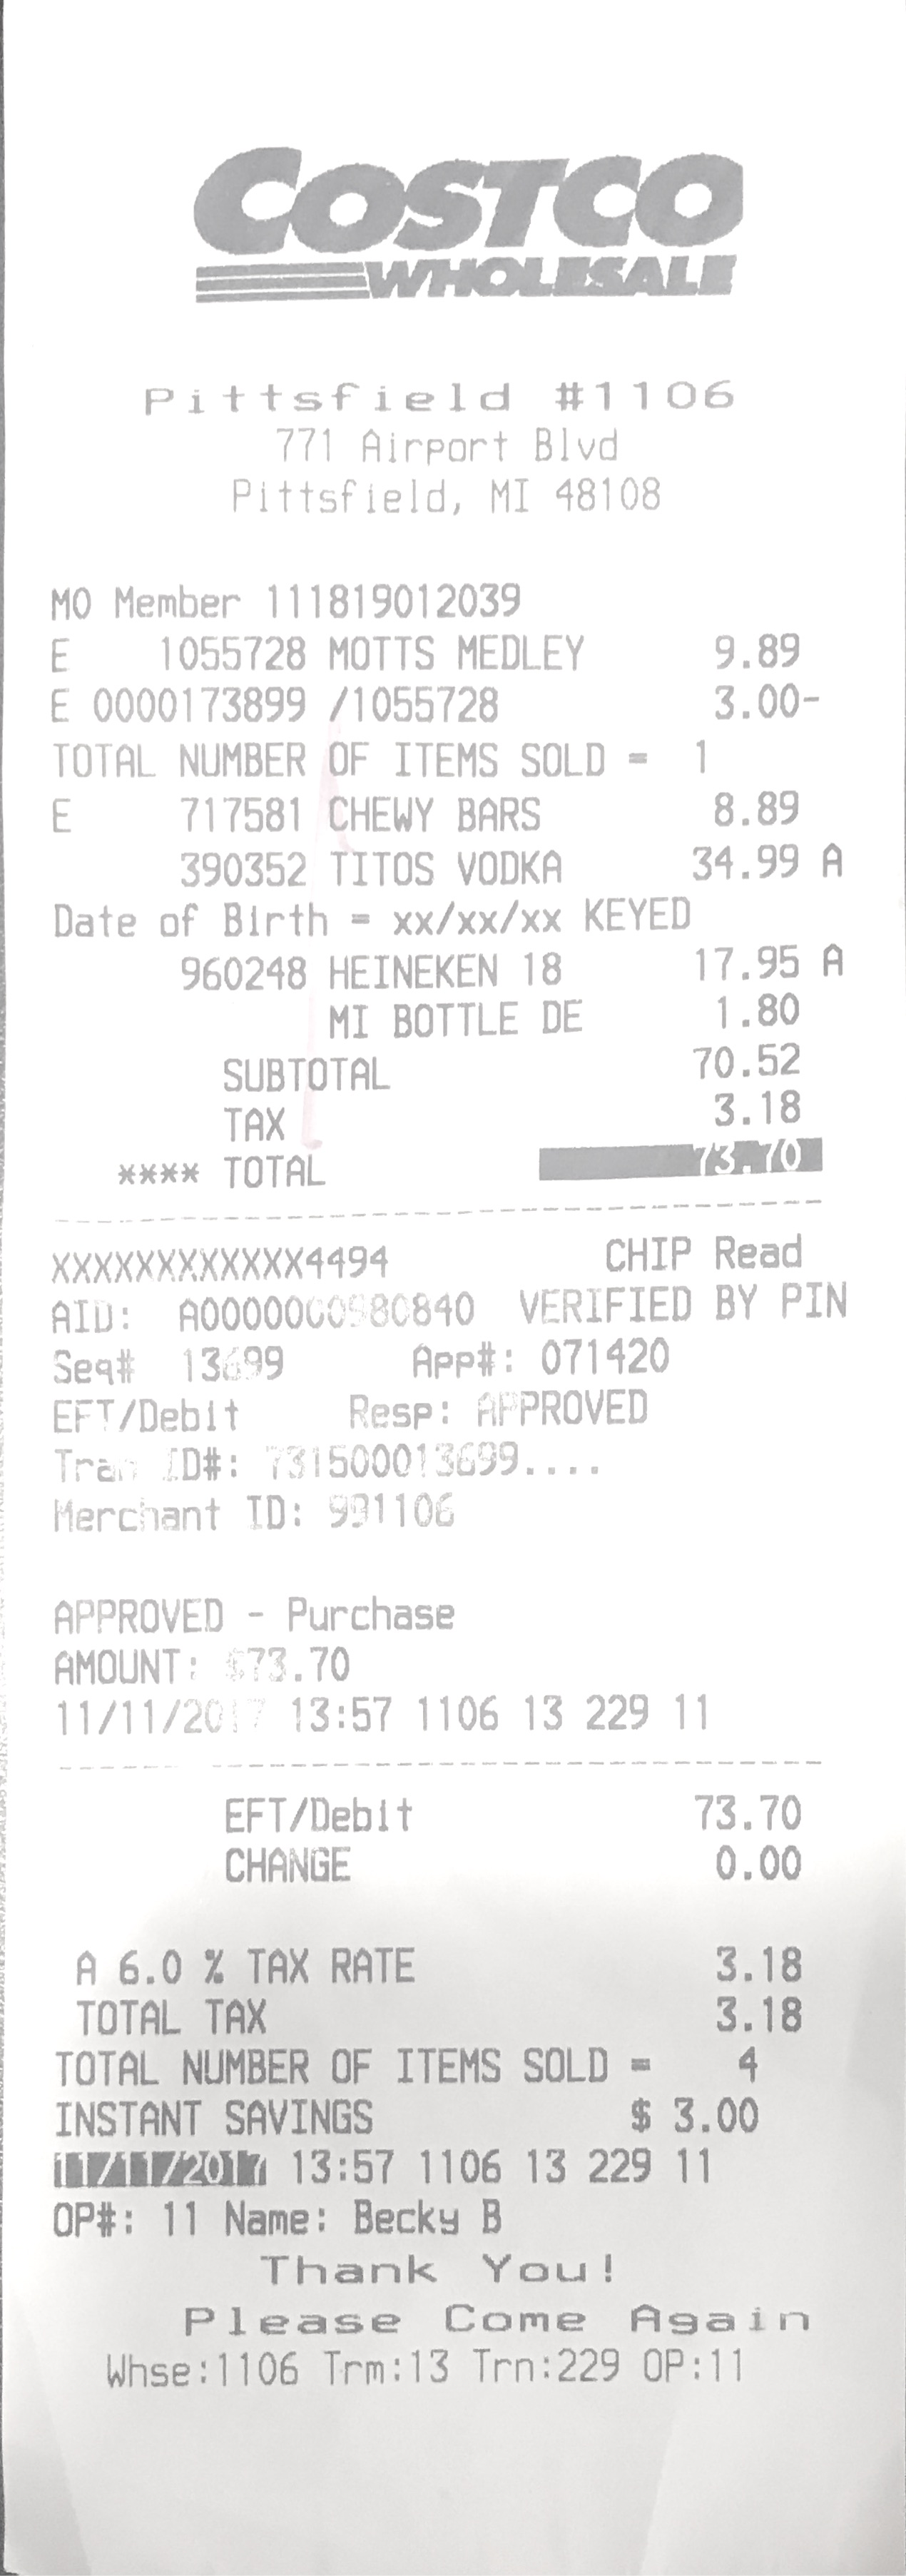 COSTCO
WHOLESALE
Pittsfield #1106
771 Airport Blvd
Pittsfield, MI 48108
MO Member 111819012039
E 1055728 MOTTS MEDLEY 9.89
E 0000173899 /1055728 3.00-
TOTAL NUMBER OF ITEMS SOLD = 1
E 717581 CHEWY BARS 8.89
390352 TITOS VODKA 34.99 A
Date of Birth = xx/xx/xx KEYED
960248 HEINEKEN 18 17.95 A
MI BOTTLE DE 1.80
SUBTOTAL 70.52
TAX 3.18
**** TOTAL 73.70
XXXXXXXXXXXX4494 CHIP Read
AID: A0000000980840 VERIFIED BY PIN
Seq# 13699 App#: 071420
EFT/Debit Resp: APPROVED
Tran ID#: 731500013699....
Merchant ID: 991106
APPROVED - Purchase
AMOUNT: $73.70
11/11/2017 13:57 1106 13 229 11
EFT/Debit 73.70
CHANGE 0.00
A 6.0 % TAX RATE 3.18
TOTAL TAX 3.18
TOTAL NUMBER OF ITEMS SOLD = 4
INSTANT SAVINGS $ 3.00
11/11/2017 13:57 1106 13 229 11
OP#: 11 Name: Becky B
Thank You!
Please Come Again
Whse:1106 Trm:13 Trn:229 OP:11